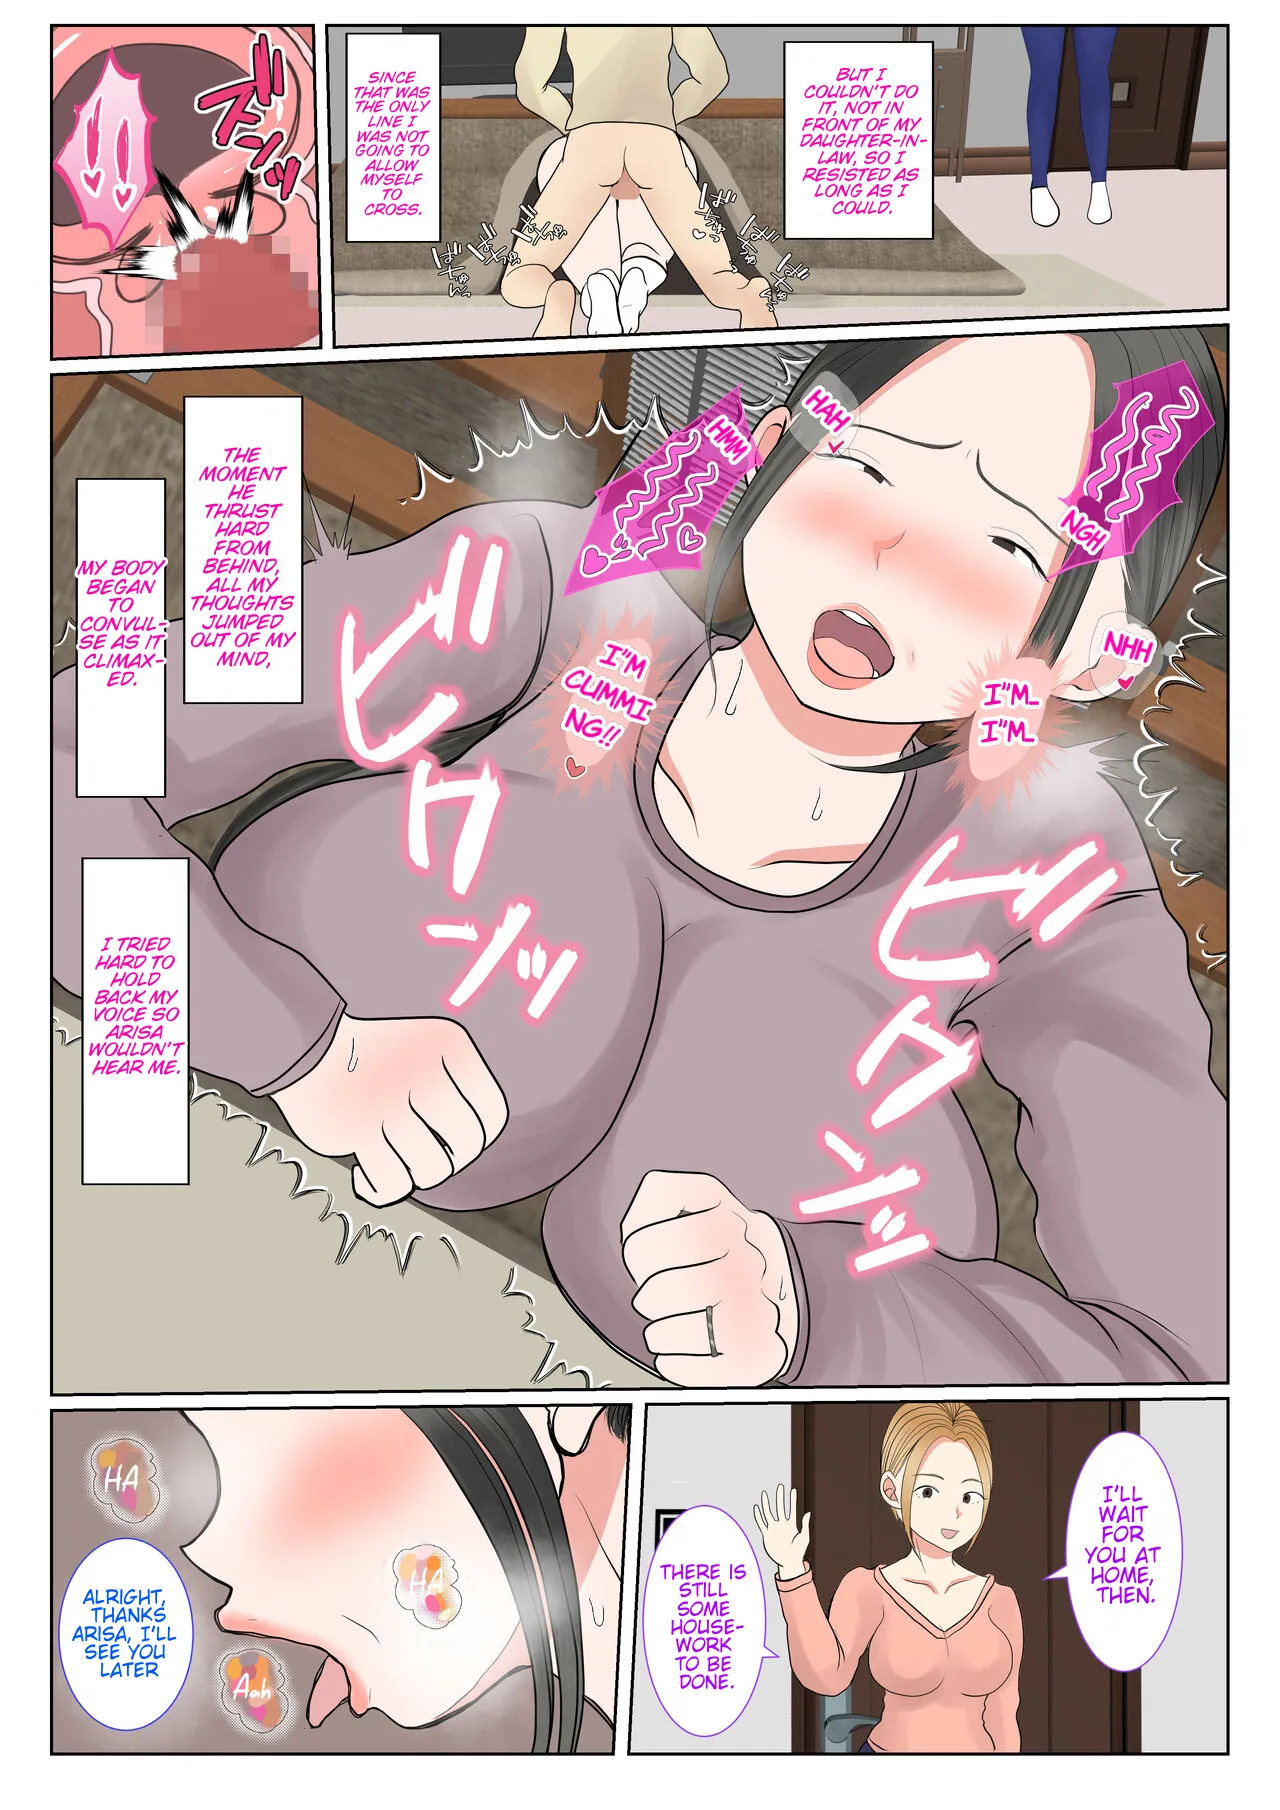 BUT I
COULDN'T DO
IT, NOT IN
FRONT OF MY
DAUGHTER-IN-
LAW, SO I
RESISTED AS
LONG AS I
COULD.
SINCE
THAT WAS
THE ONLY
LINE I
WAS NOT
GOING TO
ALLOW
MYSELF
TO
CROSS.
ズンッ
!!
HAH
HMM
NGH
NHH
I"M...
I"M..
I"M
CUMMI
NG!!
ビクンッ
ビクンッ
THE
MOMENT
HE
THRUST
HARD
FROM
BEHIND,
ALL MY
THOUGHTS
JUMPED
OUT OF MY
MIND,
MY BODY
BEGAN
TO
CONVUL-
SE AS IT
CLIMAX-
ED.
I TRIED
HARD TO
HOLD
BACK MY
VOICE SO
ARISA
WOULDN'T
HEAR ME.
I'LL
WAIT
FOR
YOU AT
HOME,
THEN.
THERE IS
STILL
SOME
HOUSE-
WORK
TO BE
DONE.
HA
HA
Aah
ALRIGHT,
THANKS
ARISA, I'LL
SEE YOU
LATER